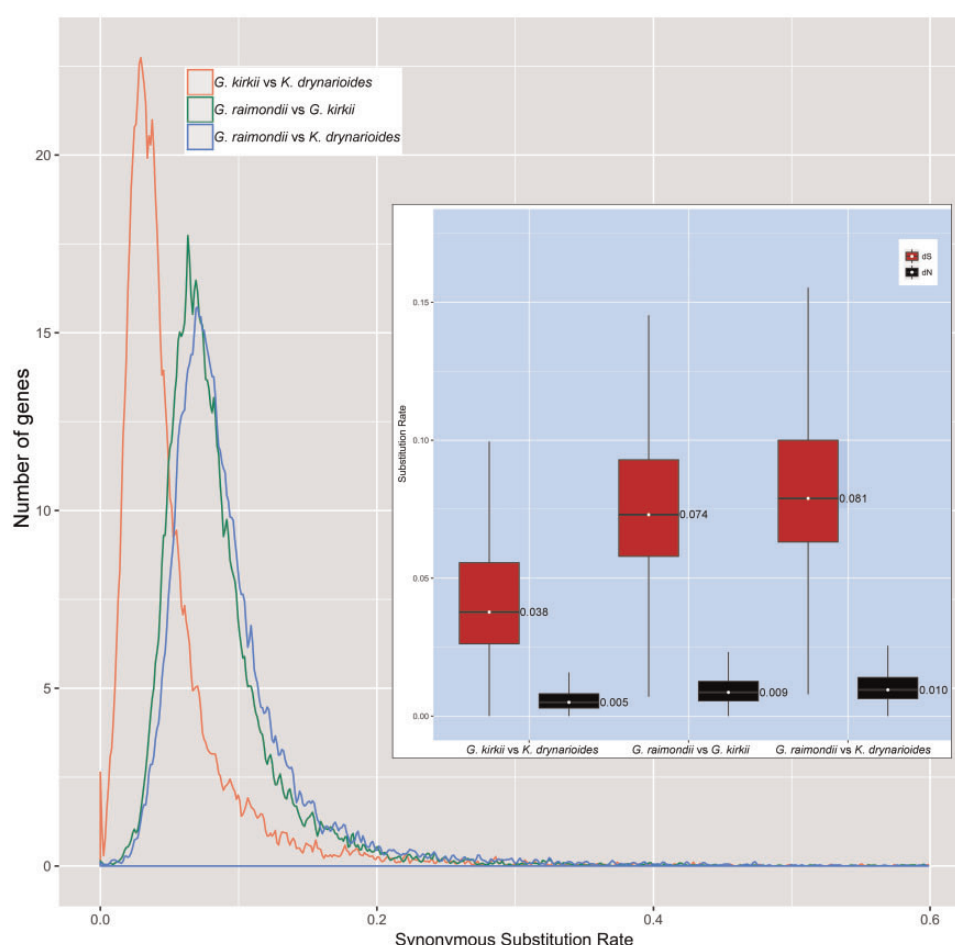 G. kirkii vs K. drynarioides
G. raimondii vs G. kirkii
G. raimondii vs K. drynarioides
20
15
10
5
0
Number of genes
0.0
0.2
0.4
0.6
Synonymous Substitution Rate
dS
dN
0.15
0.10
0.05
0.00
Substitution Rate
0.038
0.005
0.074
0.009
0.081
0.010
G. kirkii vs K. drynarioides
G. raimondii vs G. kirkii
G. raimondii vs K. drynarioides